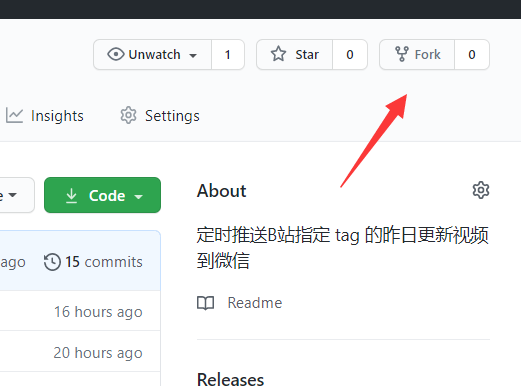 Unwatch 1 Star 0 Fork 0
Insights Settings
Code
About
定时推送B站指定 tag 的昨日更新视频
到微信
ago 15 commits
Readme
16 hours ago
20 hours ago
Releases